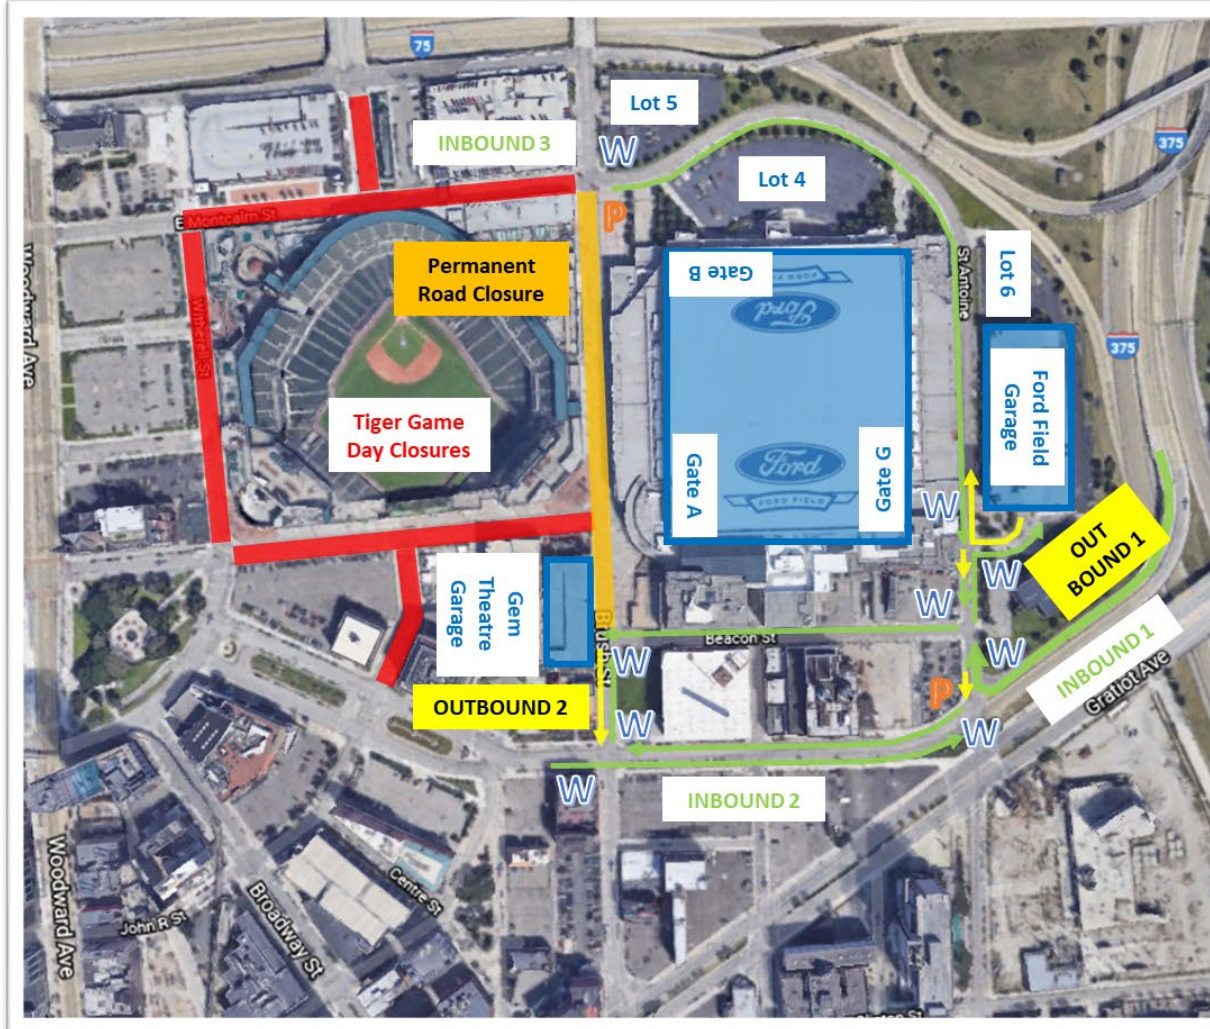 75
Lot 5
INBOUND 3
W
375
Lot 4
E Montcalm St
P
Woodward Ave
Permanent
Road Closure
Gate B
FORD FIELD
Ford
St Antoine
Lot 6
Witherell St
375
Ford Field
Garage
Tiger Game
Day Closures
Gate A
Ford
FORD FIELD
Gate G
W
OUT
BOUND 1
W
W
Gem
Theatre
Garage
Brush St
Beacon St
W
W
INBOUND 1
Gratiot Ave
P
OUTBOUND 2
W
W
W
INBOUND 2
Woodward Ave
Centre St
John R St
Broadway St